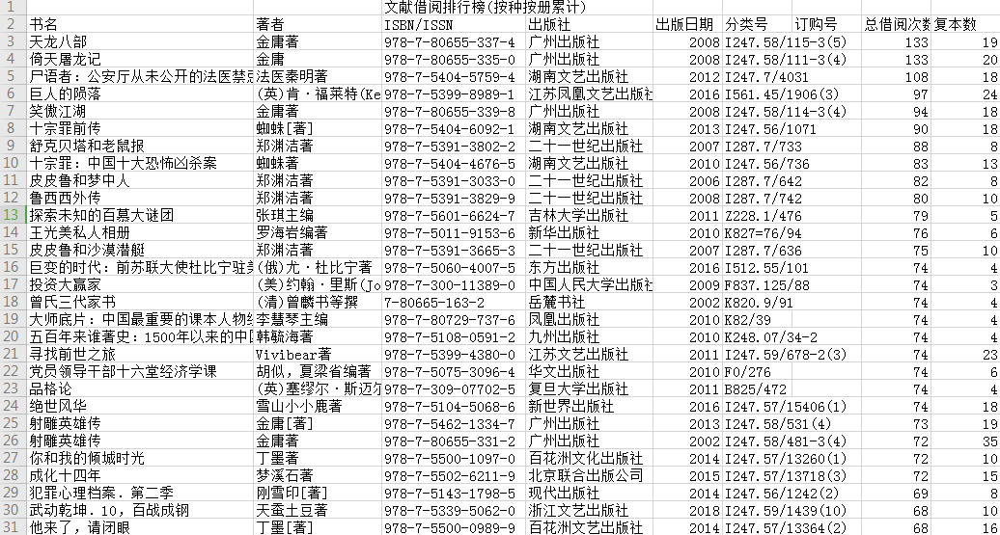 1 文献借阅排行榜(按种按册累计)
2 书名 著者 ISBN/ISSN 出版社 出版日期 分类号 订购号 总借阅次数 复本数
3 天龙八部 金庸著 978-7-80655-337-4 广州出版社 2008 I247.58/115-3(5) 133 19
4 倚天屠龙记 金庸 978-7-80655-335-0 广州出版社 2008 I247.58/111-3(4) 133 20
5 尸语者：公安厅从未公开的法医禁忌 法医秦明著 978-7-5404-5759-4 湖南文艺出版社 2012 I247.7/4031 108 18
6 巨人的陨落 (英)肯·福莱特(Ke 978-7-5399-8989-1 江苏凤凰文艺出版社 2016 I561.45/1906(3) 97 24
7 笑傲江湖 金庸著 978-7-80655-339-8 广州出版社 2008 I247.58/114-3(4) 94 18
8 十宗罪前传 蜘蛛[著] 978-7-5404-6092-1 湖南文艺出版社 2013 I247.56/1071 90 18
9 舒克贝塔和老鼠报 郑渊洁著 978-7-5391-3802-2 二十一世纪出版社 2007 I287.7/733 88 8
10 十宗罪：中国十大恐怖凶杀案 蜘蛛著 978-7-5404-4676-5 湖南文艺出版社 2010 I247.56/736 83 13
11 皮皮鲁和梦中人 郑渊洁著 978-7-5391-3033-0 二十一世纪出版社 2006 I287.7/642 82 8
12 鲁西西外传 郑渊洁著 978-7-5391-3829-9 二十一世纪出版社 2008 I287.7/742 80 10
13 探索未知的百慕大谜团 张琪主编 978-7-5601-6624-7 吉林大学出版社 2011 Z228.1/476 79 5
14 王光美私人相册 罗海岩编著 978-7-5011-9153-6 新华出版社 2010 K827=76/94 76 6
15 皮皮鲁和沙漠潜艇 郑渊洁著 978-7-5391-3665-3 二十一世纪出版社 2007 I287.7/636 75 10
16 巨变的时代：前苏联大使杜比宁驻美 (俄)尤·杜比宁著 978-7-5060-4007-5 东方出版社 2016 I512.55/101 74 4
17 投资大赢家 (美)约翰·里斯(Jo 978-7-300-11389-0 中国人民大学出版社 2009 F837.125/88 74 3
18 曾氏三代家书 (清)曾麟书等撰 7-80665-163-2 岳麓书社 2002 K820.9/91 74 4
19 大师底片：中国最重要的课本人物 李慧琴主编 978-7-80729-737-6 凤凰出版社 2010 K82/39 74 4
20 五百年来谁著史：1500年以来的中国 韩毓海著 978-7-5108-0591-2 九州出版社 2010 K248.07/34-2 74 4
21 寻找前世之旅 Vivibear著 978-7-5399-4380-0 江苏文艺出版社 2011 I247.59/678-2(3) 74 23
22 党员领导干部十六堂经济学课 胡似，夏梁省编著 978-7-5075-3096-4 华文出版社 2010 F0/276 74 6
23 品格论 (英)塞缪尔·斯迈尔 978-7-309-07702-5 复旦大学出版社 2011 B825/472 74 4
24 绝世风华 雪山小小鹿著 978-7-5104-5068-6 新世界出版社 2016 I247.57/15406(1) 74 18
25 射雕英雄传 金庸[著] 978-7-5462-1334-7 广州出版社 2013 I247.58/531(4) 73 19
26 射雕英雄传 金庸著 978-7-80655-331-2 广州出版社 2002 I247.58/481-3(4) 72 35
27 你和我的倾城时光 丁墨著 978-7-5500-1097-0 百花洲文化出版社 2014 I247.57/13260(1) 72 10
28 成化十四年 梦溪石著 978-7-5502-6211-9 北京联合出版公司 2015 I247.57/13718(3) 72 15
29 犯罪心理档案．第二季 刚雪印[著] 978-7-5143-1798-5 现代出版社 2014 I247.56/1242(2) 69 8
30 武动乾坤．10，百战成钢 天蚕土豆著 978-7-5339-5062-0 浙江文艺出版社 2018 I247.59/1439(10) 68 10
31 他来了，请闭眼 丁墨[著] 978-7-5500-0989-9 百花洲文艺出版社 2014 I247.57/13364(2) 68 15